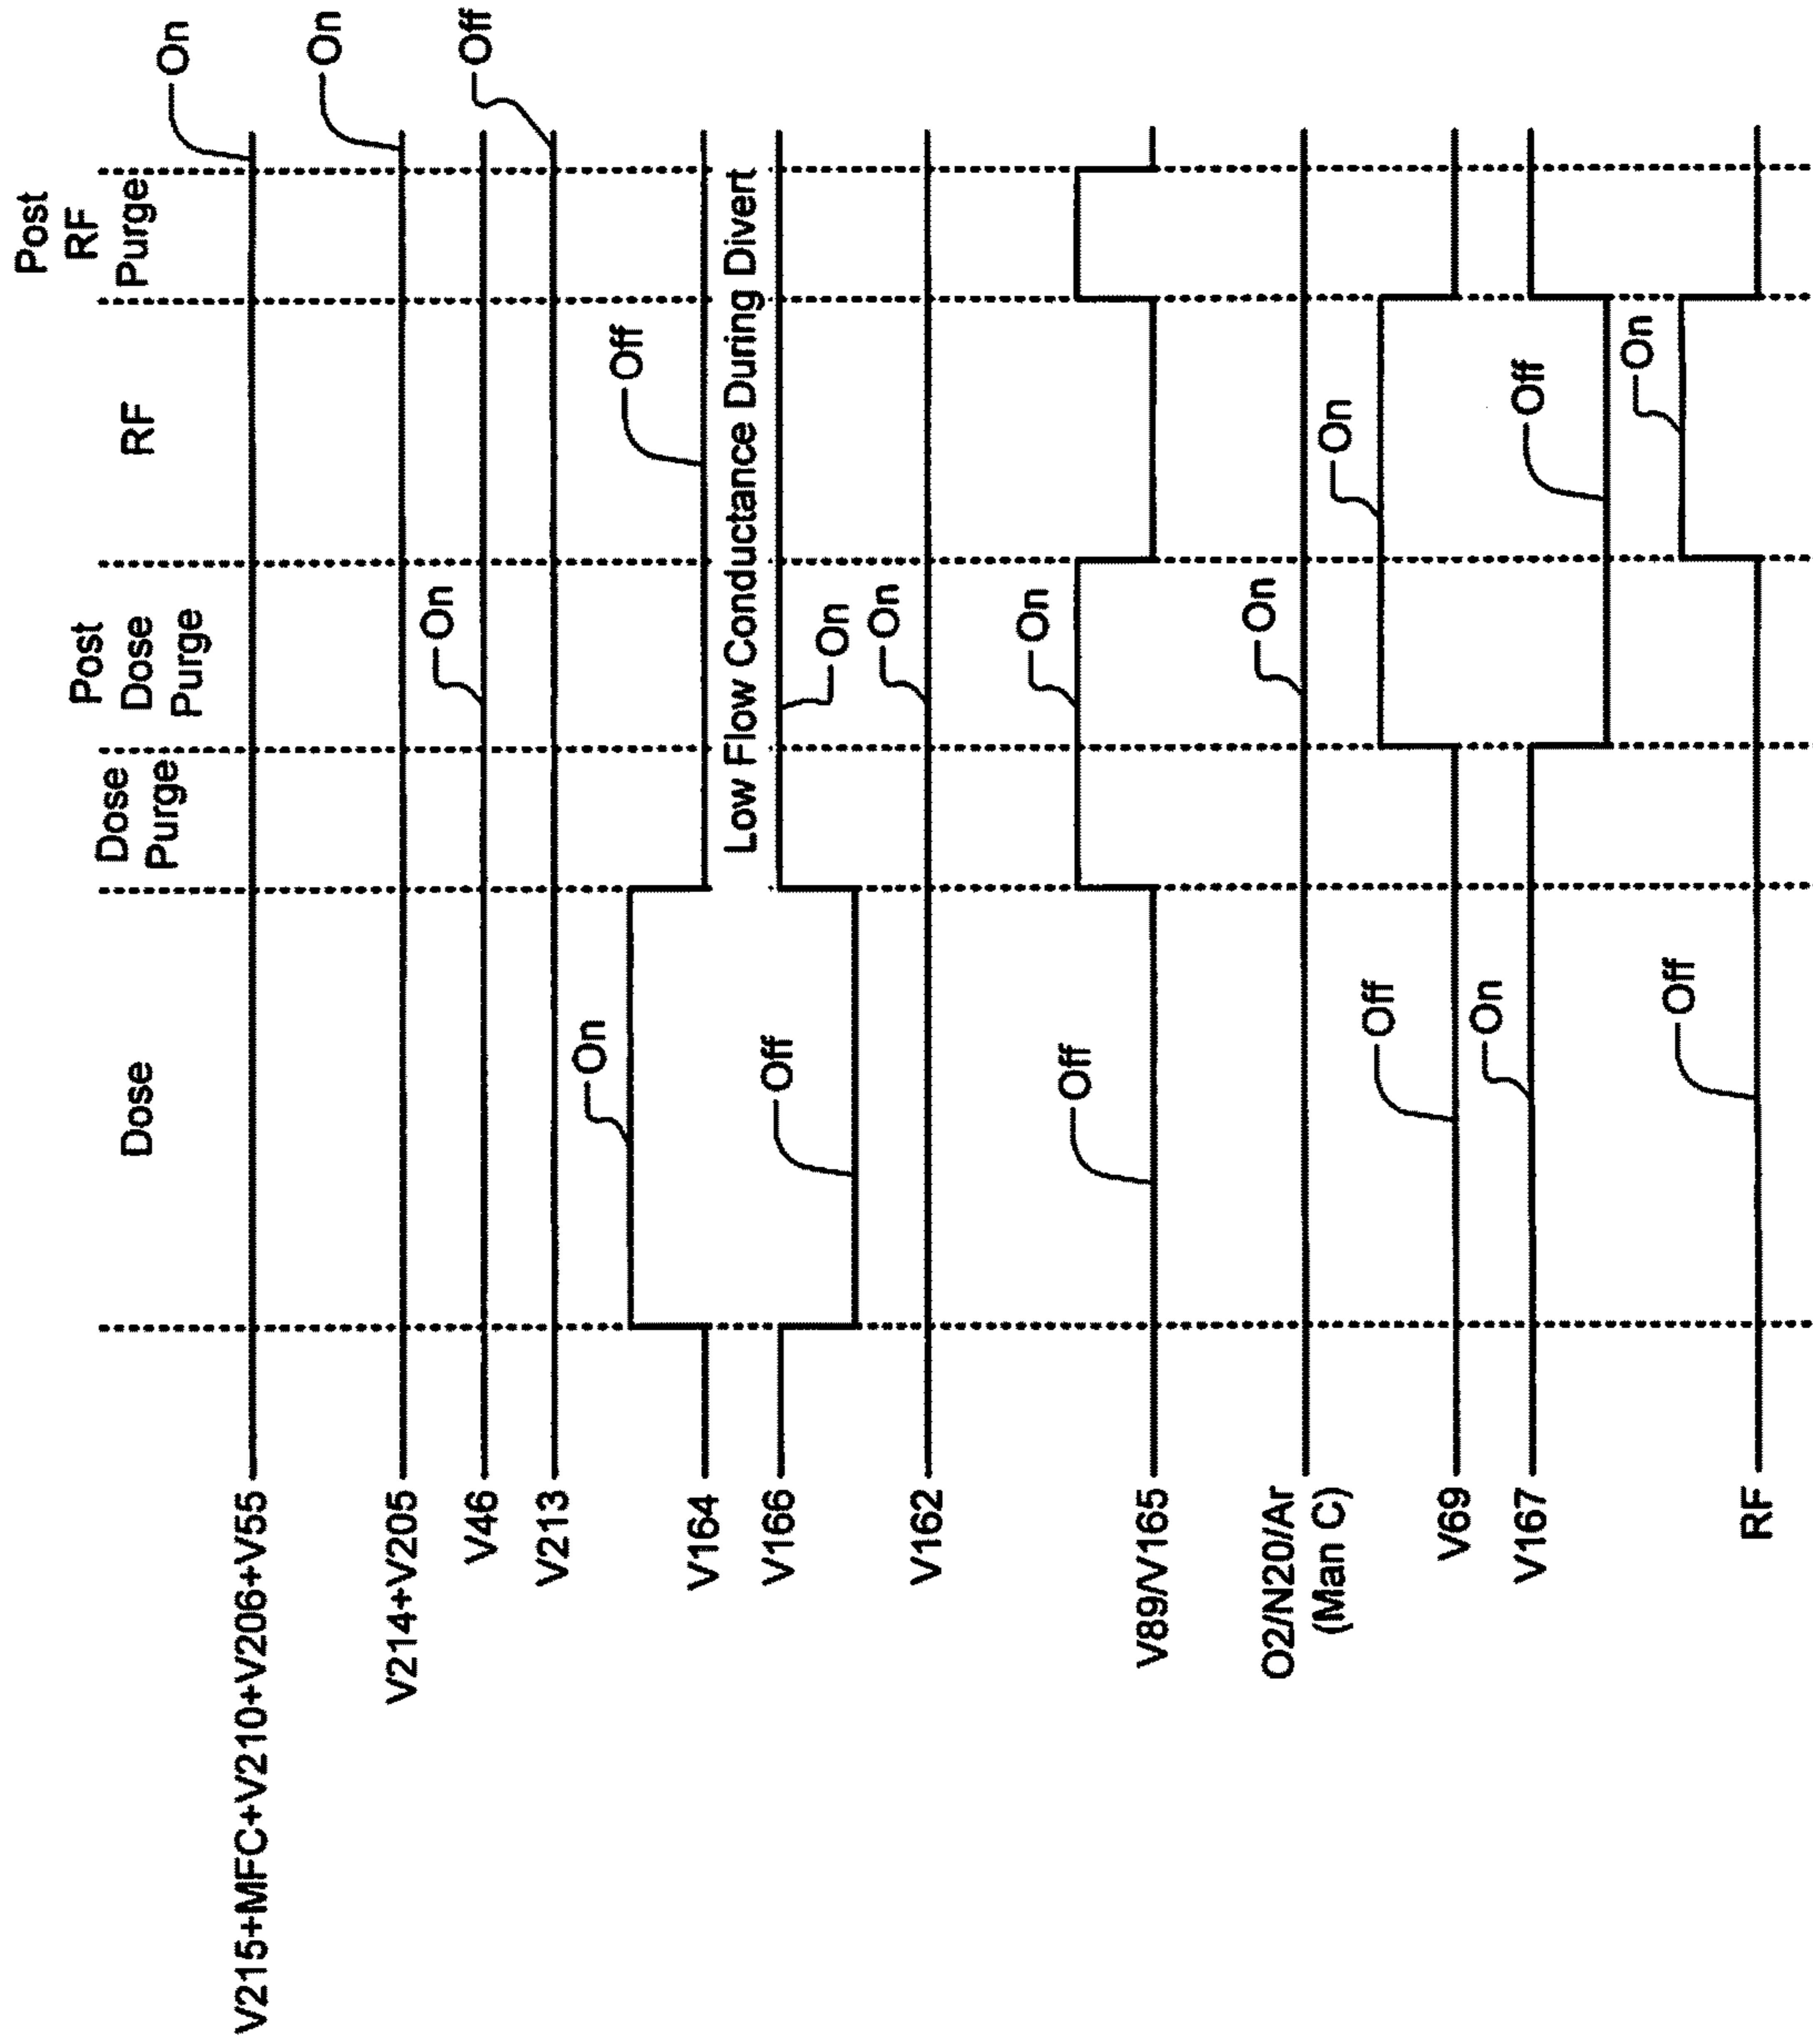 Dose
Dose
Purge
Post
Dose
Purge
RF
Post
RF
Purge
V215+MFC+V210+V206+V55
On
V214+V205
On
V46
On
V213
Off
V164
On
Off
Low Flow Conductance During Divert
V166
Off
On
V162
On
V89/V165
Off
On
O2/N20/Ar
(Man C)
On
V69
Off
On
V167
On
Off
RF
Off
On